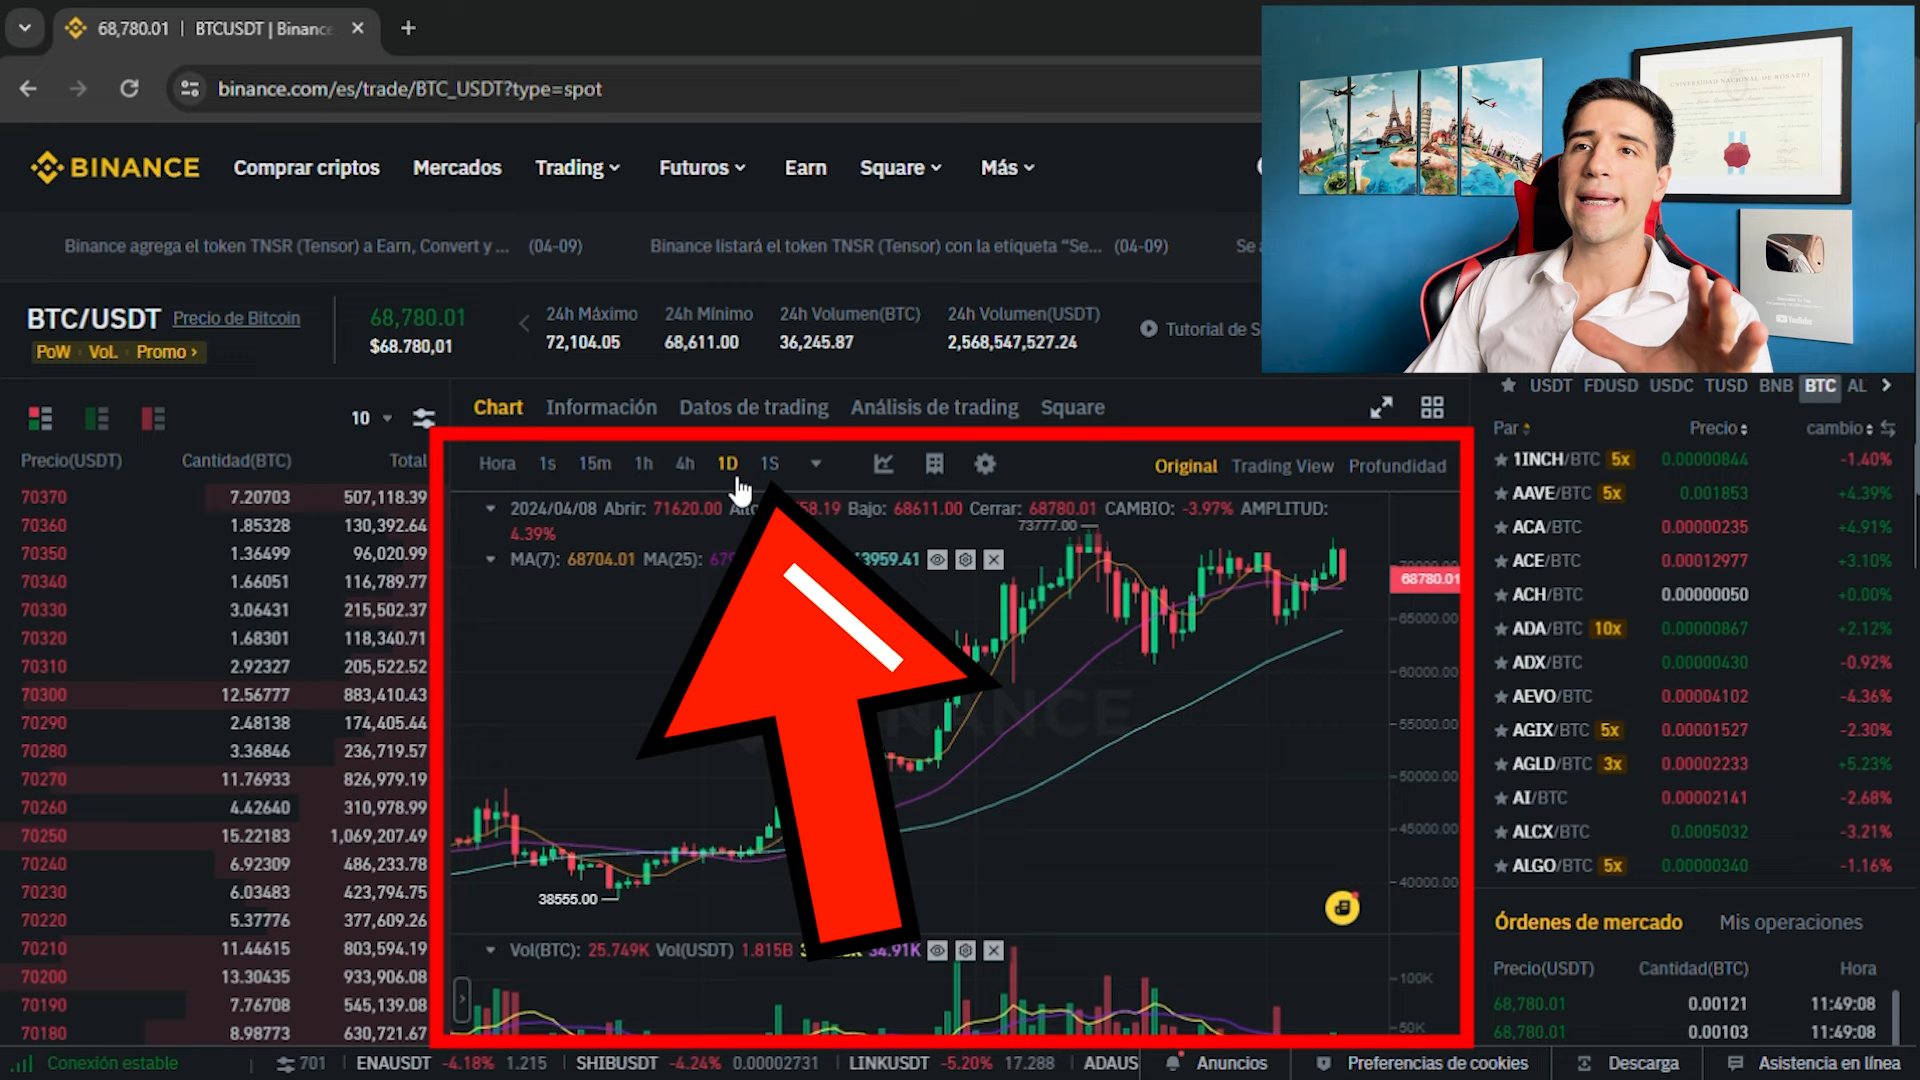 68,780.01 | BTCUSDT | Binance
binance.com/es/trade/BTC_USDT?type=spot
BINANCE Comprar criptos Mercados Trading Futuros Earn Square Más
Binance agrega el token TNSR (Tensor) a Earn, Convert y ... (04-09) Binance listará el token TNSR (Tensor) con la etiqueta “Se... (04-09)
BTC/USDT Precio de Bitcoin
PoW Vol. Promo
68,780.01
$68.780,01
24h Máximo 24h Mínimo 24h Volumen(BTC) 24h Volumen(USDT)
72,104.05 68,611.00 36,245.87 2,568,547,527.24
Tutorial de
UNIVERSIDAD NACIONAL DE ROSARIO
YouTube
10
Precio(USDT) Cantidad(BTC) Total
70370 7.20703 507,118.39
70360 1.85328 130,392.64
70350 1.36499 96,020.99
70340 1.66051 116,789.77
70330 3.06431 215,502.37
70320 1.68301 118,340.71
70310 2.92327 205,522.52
70300 12.56777 883,410.43
70290 2.48138 174,405.44
70280 3.36846 236,719.57
70270 11.76933 826,979.19
70260 4.42640 310,978.99
70250 15.22183 1,069,207.49
70240 6.92309 486,233.78
70230 6.03483 423,794.75
70220 5.37776 377,609.26
70210 11.44615 803,594.19
70200 13.30435 933,906.08
70190 7.76708 545,139.08
70180 8.98773 630,721.67
Chart Información Datos de trading Análisis de trading Square
Hora 1s 15m 1h 4h 1D 1S
Original Trading View Profundidad
2024/04/08 Abrir: 71620.00 58.19 Bajo: 68611.00 Cerrar: 68780.01 CAMBIO: -3.97% AMPLITUD:
4.39%
MA(7): 68704.01 MA(25): 3959.41
73777.00
68780.01
65000.00
60000.00
55000.00
50000.00
45000.00
40000.00
38555.00
Vol(BTC): 25.749K Vol(USDT) 1.815B 34.91K
100K
50K
USDT FDUSD USDC TUSD BNB BTC AL
Par Precio cambio
1INCH/BTC 5x 0.00000844 -1.40%
AAVE/BTC 5x 0.001853 +4.39%
ACA/BTC 0.00000235 +4.91%
ACE/BTC 0.00012977 +3.10%
ACH/BTC 0.00000050 +0.00%
ADA/BTC 10x 0.00000867 +2.12%
ADX/BTC 0.00000430 -0.92%
AEVO/BTC 0.00004102 -4.36%
AGIX/BTC 5x 0.00001527 -2.30%
AGLD/BTC 3x 0.00002233 +5.23%
AI/BTC 0.00002141 -2.68%
ALCX/BTC 0.0005032 -3.21%
ALGO/BTC 5x 0.00000340 -1.16%
Órdenes de mercado Mis operaciones
Precio(USDT) Cantidad(BTC) Hora
68,780.01 0.00121 11:49:08
68,780.01 0.00103 11:49:08
Conexión estable 701 ENAUSDT -4.18% 1.215 SHIBUSDT -4.24% 0.00002731 LINKUSDT -5.20% 17.288 ADAUS Anuncios Preferencias de cookies Descarga Asistencia en línea